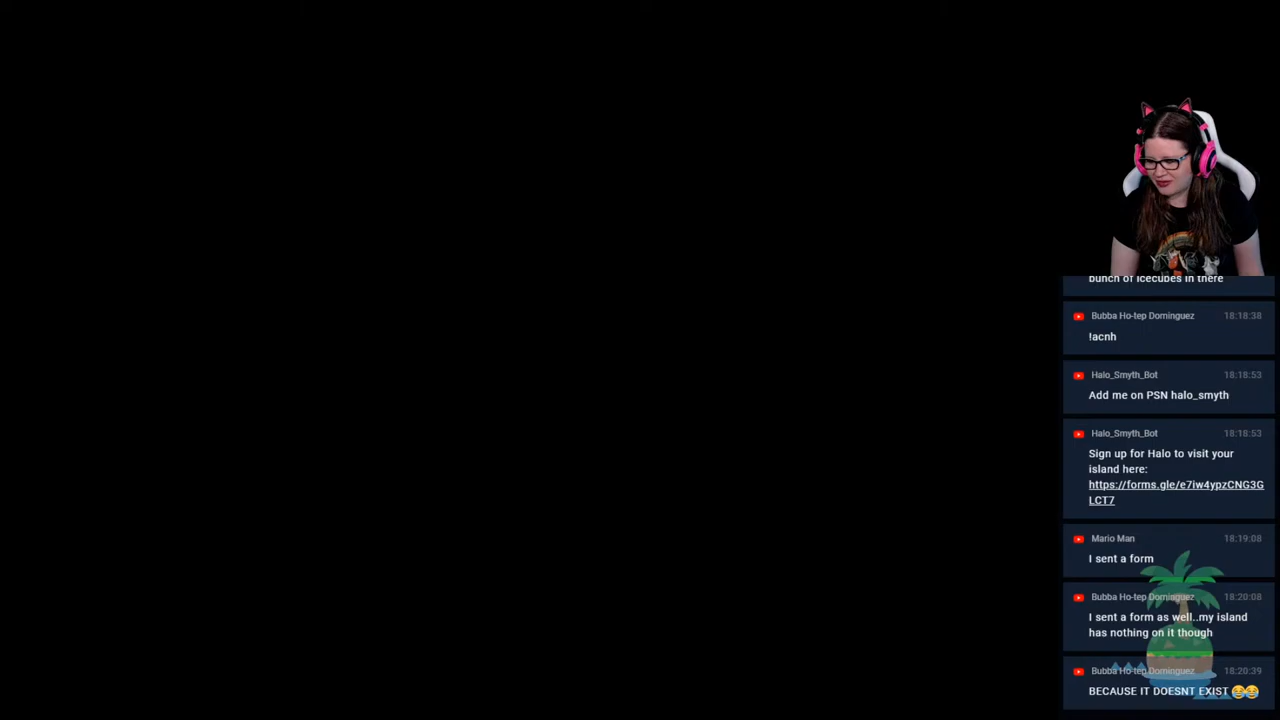 bunch of icecubes in there
Bubba Ho-tep Dominguez 18:18:38
!acnh
Halo_Smyth_Bot 18:18:53
Add me on PSN halo_smyth
Halo_Smyth_Bot 18:18:53
Sign up for Halo to visit your
island here:
https://forms.gle/e7iw4ypzCNG3G
LCT7
Mario Man 18:19:08
I sent a form
Bubba Ho-tep Dominguez 18:20:08
I sent a form as well..my island
has nothing on it though
Bubba Ho-tep Dominguez 18:20:39
BECAUSE IT DOESNT EXIST 😂😂